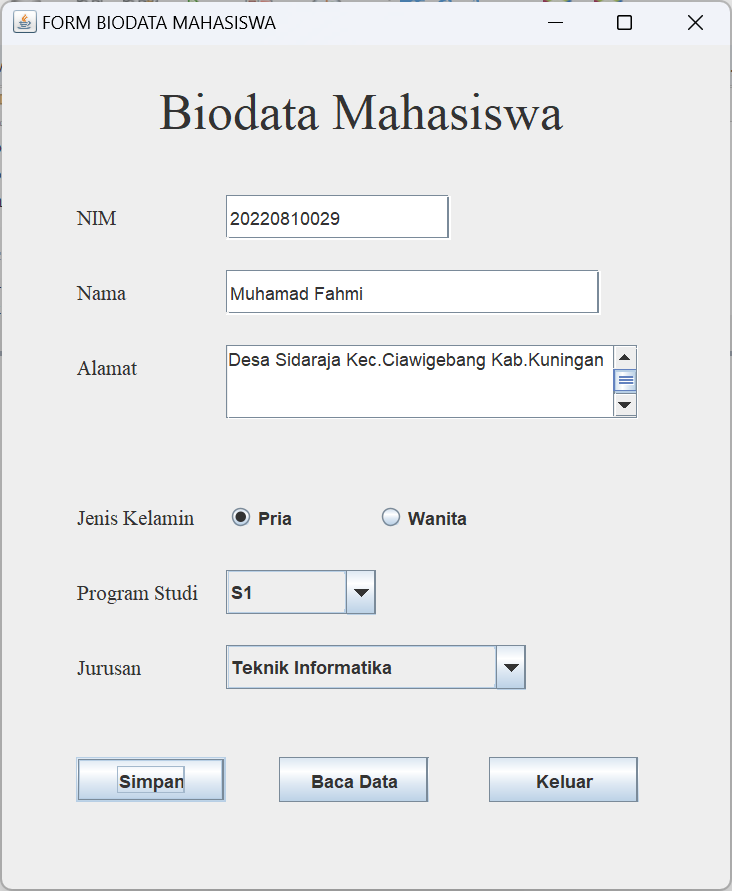 FORM BIODATA MAHASISWA
Biodata Mahasiswa
NIM 20220810029
Nama Muhamad Fahmi
Alamat Desa Sidaraja Kec.Ciawigebang Kab.Kuningan
Jenis Kelamin Pria Wanita
Program Studi S1
Jurusan Teknik Informatika
Simpan Baca Data Keluar